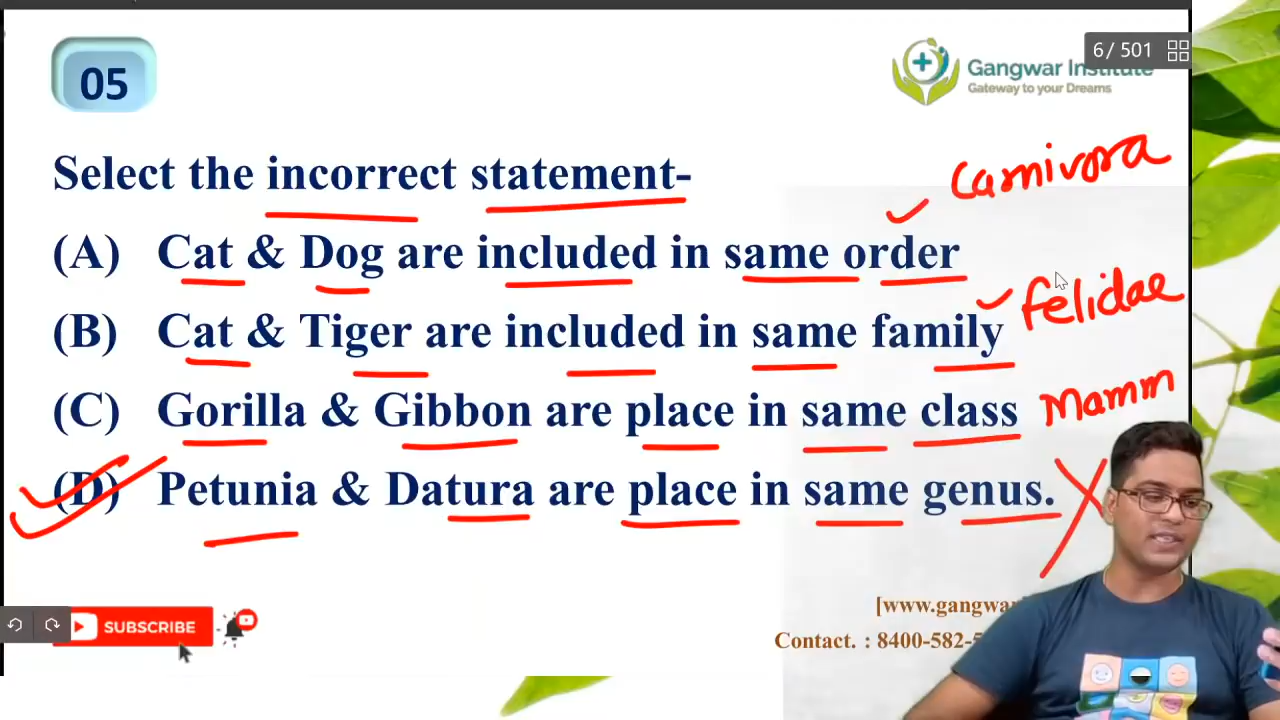 05
Gangwar Institute
Gateway to your Dreams
6 / 501
Select the incorrect statement-
Carnivora
(A) Cat & Dog are included in same order
(B) Cat & Tiger are included in same family
Felidae
(C) Gorilla & Gibbon are place in same class
Mamm
(D) Petunia & Datura are place in same genus.
SUBSCRIBE
[www.gangwar
Contact. : 8400-582-5